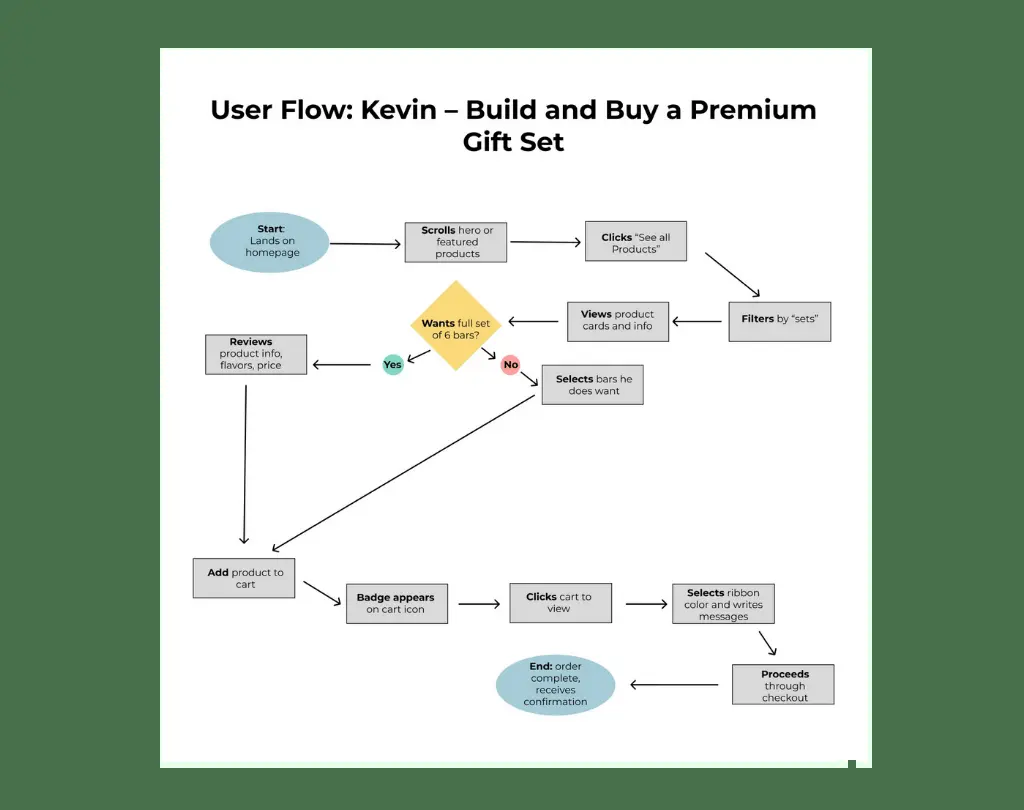 User Flow: Kevin – Build and Buy a Premium
Gift Set
Start:
Lands on
homepage
Scrolls hero or
featured
products
Clicks “See all
Products”
Filters by “sets”
Views product
cards and info
Wants full set
of 6 bars?
Yes
No
Reviews
product info,
flavors, price
Selects bars he
does want
Add product to
cart
Badge appears
on cart icon
Clicks cart to
view
Selects ribbon
color and writes
messages
Proceeds
through
checkout
End: order
complete,
receives
confirmation